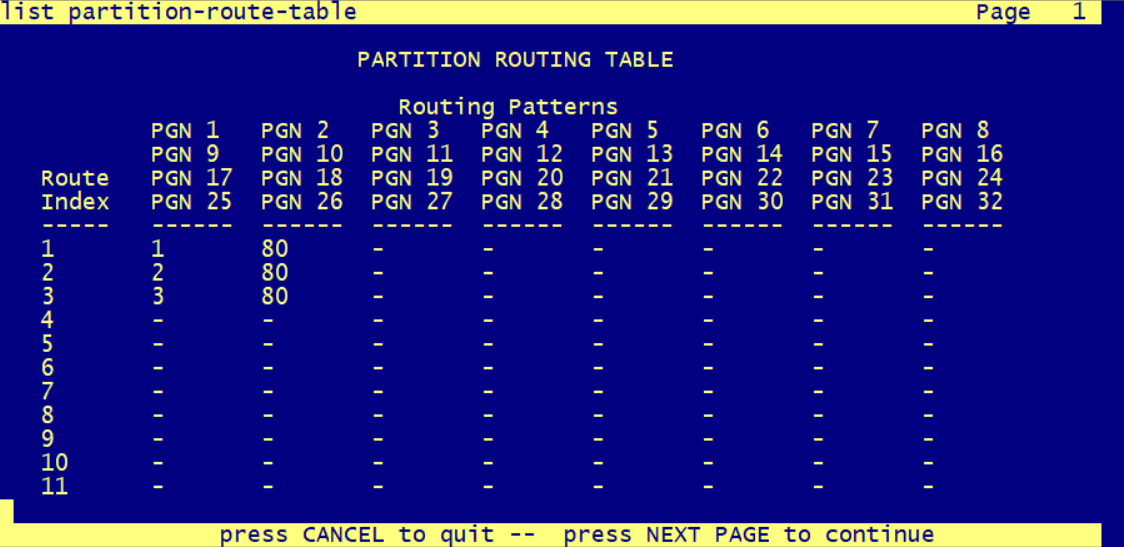 list partition-route-table Page 1
PARTITION ROUTING TABLE
Routing Patterns
PGN 1 PGN 2 PGN 3 PGN 4 PGN 5 PGN 6 PGN 7 PGN 8
PGN 9 PGN 10 PGN 11 PGN 12 PGN 13 PGN 14 PGN 15 PGN 16
Route PGN 17 PGN 18 PGN 19 PGN 20 PGN 21 PGN 22 PGN 23 PGN 24
Index PGN 25 PGN 26 PGN 27 PGN 28 PGN 29 PGN 30 PGN 31 PGN 32
----- ------ ------ ------ ------ ------ ------ ------ ------
1 1 80 - - - - - -
2 2 80 - - - - - -
3 3 80 - - - - - -
4 - - - - - - - -
5 - - - - - - - -
6 - - - - - - - -
7 - - - - - - - -
8 - - - - - - - -
9 - - - - - - - -
10 - - - - - - - -
11 - - - - - - - -
press CANCEL to quit -- press NEXT PAGE to continue